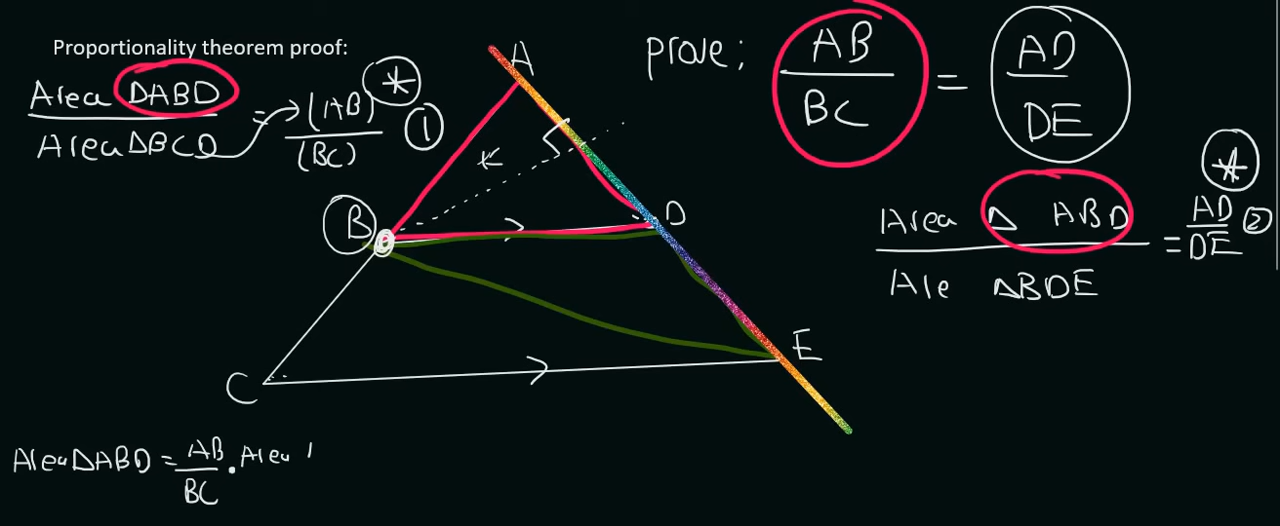 Proportionality theorem proof:
Area ΔABD
Area ΔBCD
= (AB)
(BC)
*
①
A
k
B
D
C
E
prove;
AB
BC
=
AD
DE
*
Area Δ ABD
Are ΔBDE
= AD
DE
②
Area ΔABD = AB
BC
. Area